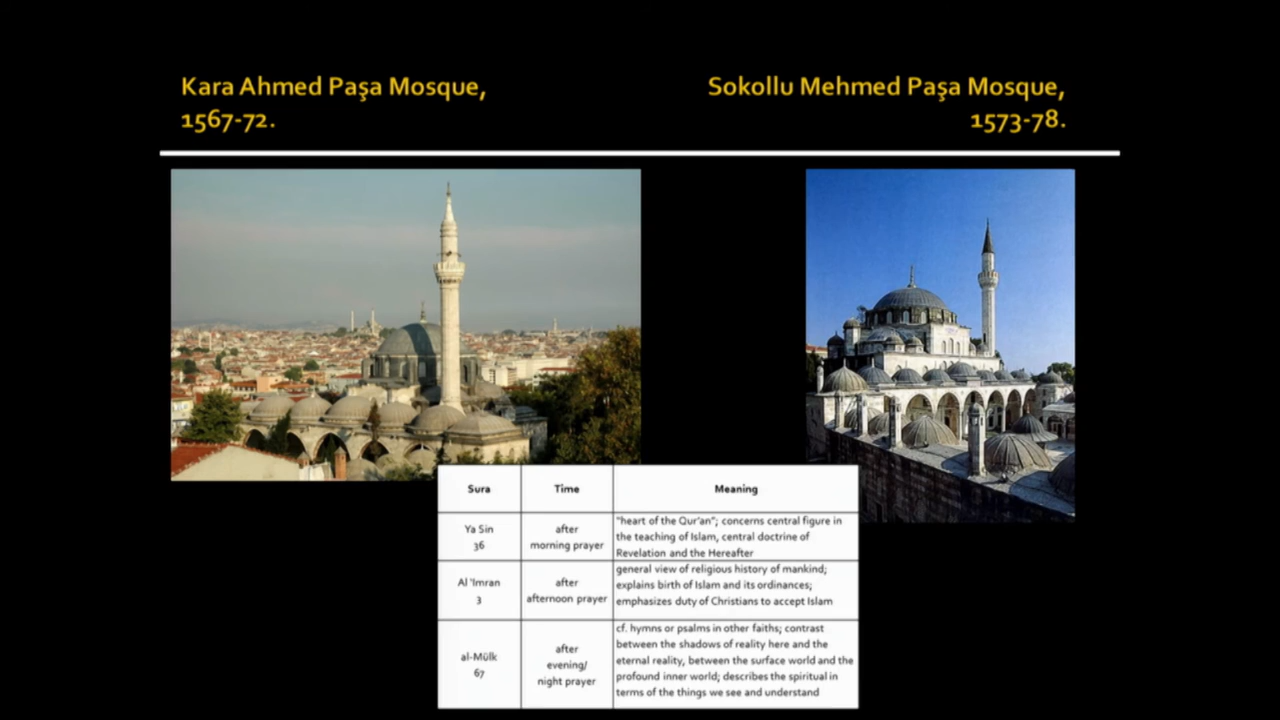 Kara Ahmed Paşa Mosque,
1567-72.
Sokollu Mehmed Paşa Mosque,
1573-78.
Sura
Time
Meaning
Ya Sin
36
after
morning prayer
"heart of the Qur'an"; concerns central figure in
the teaching of Islam, central doctrine of
Revelation and the Hereafter
Al 'Imran
3
after
afternoon prayer
general view of religious history of mankind;
explains birth of Islam and its ordinances;
emphasizes duty of Christians to accept Islam
al-Mülk
67
after
evening/
night prayer
cf. hymns or psalms in other faiths; contrast
between the shadows of reality here and the
eternal reality, between the surface world and the
profound inner world; describes the spiritual in
terms of the things we see and understand